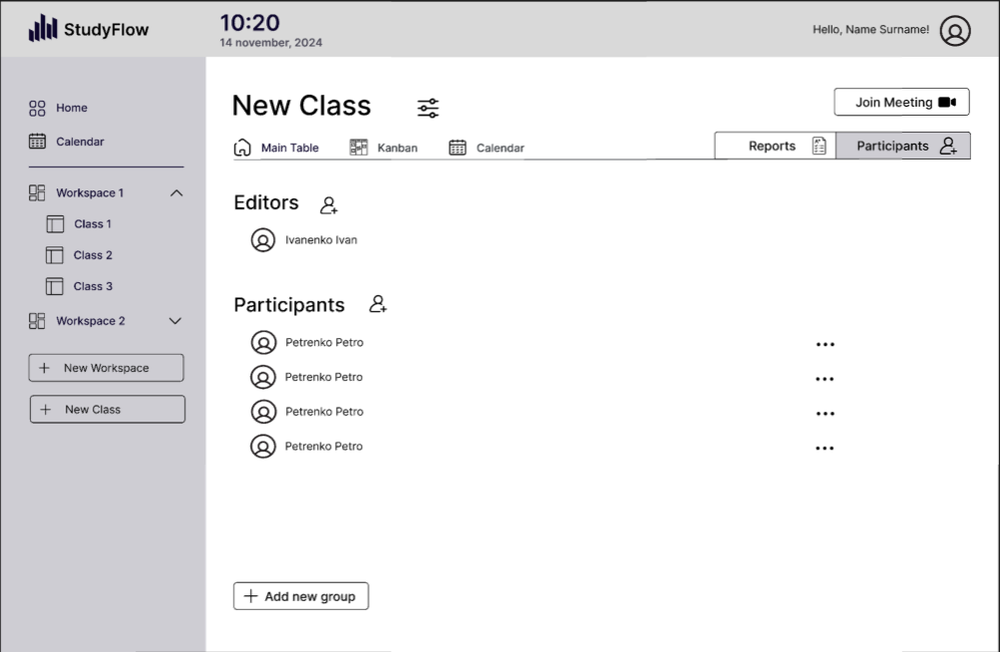 StudyFlow
10:20
14 november, 2024
Hello, Name Surname!
Home
Calendar
Workspace 1
Class 1
Class 2
Class 3
Workspace 2
+ New Workspace
+ New Class
New Class
Join Meeting
Main Table
Kanban
Calendar
Reports
Participants
Editors
Ivanenko Ivan
Participants
Petrenko Petro
Petrenko Petro
Petrenko Petro
Petrenko Petro
+ Add new group